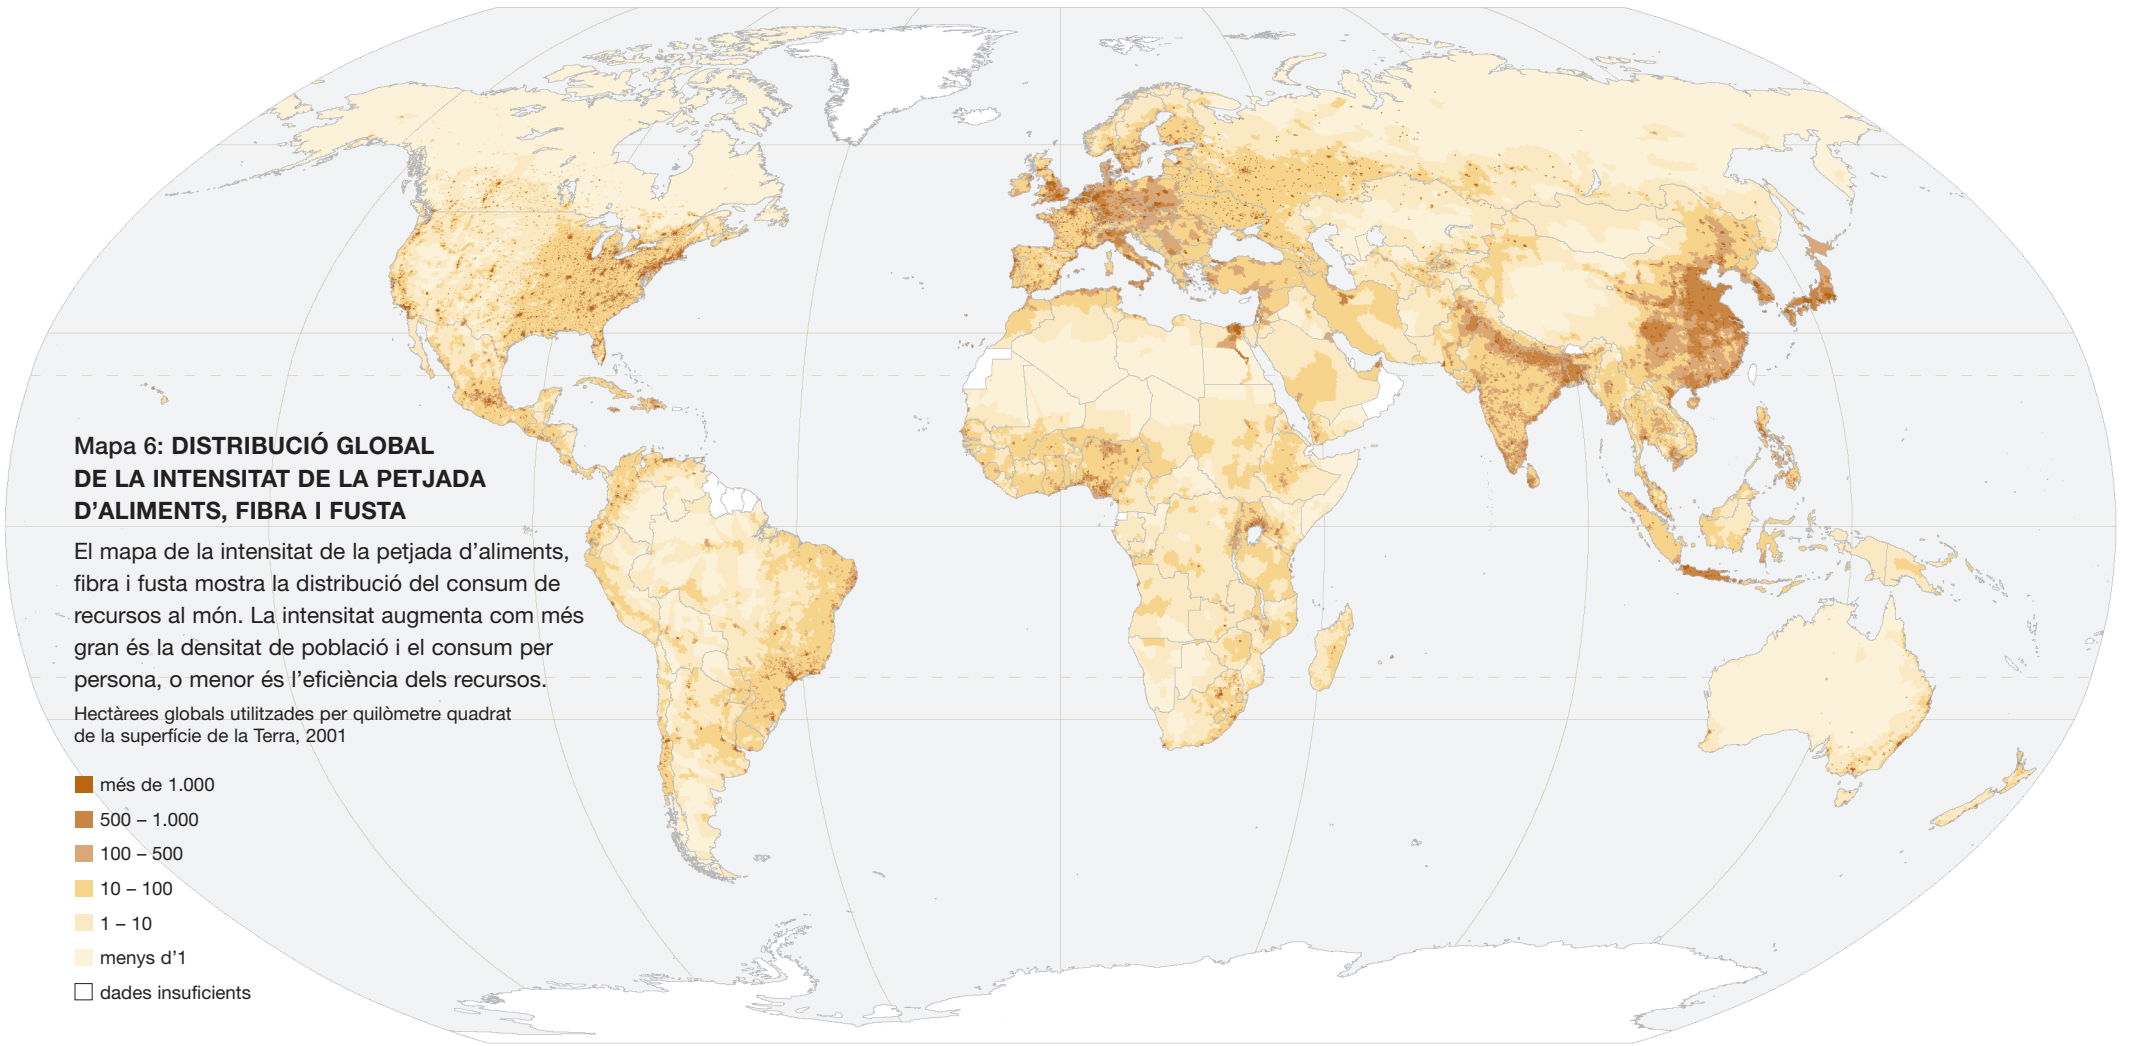 Mapa 6: DISTRIBUCIÓ GLOBAL
DE LA INTENSITAT DE LA PETJADA
D’ALIMENTS, FIBRA I FUSTA
El mapa de la intensitat de la petjada d’aliments,
fibra i fusta mostra la distribució del consum de
recursos al món. La intensitat augmenta com més
gran és la densitat de població i el consum per
persona, o menor és l’eficiència dels recursos.
Hectàrees globals utilitzades per quilòmetre quadrat
de la superfície de la Terra, 2001
més de 1.000
500 – 1.000
100 – 500
10 – 100
1 – 10
menys d’1
dades insuficients